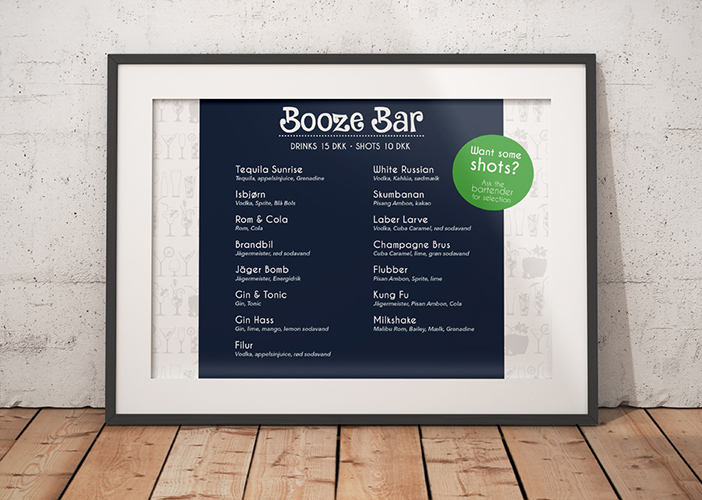 Booze Bar
DRINKS 15 DKK - SHOTS 10 DKK
Want some
shots?
Ask the
bartender
for selection
Tequila Sunrise
Tequila, appelsinjuice, Grenadine
Isbjørn
Vodka, Sprite, Blå Bols
Rom & Cola
Rom, Cola
Brandbil
Jägermeister, rød sodavand
Jäger Bomb
Jägermeister, Energidrik
Gin & Tonic
Gin, Tonic
Gin Hass
Gin, lime, mango, lemon sodavand
Filur
Vodka, appelsinjuice, rød sodavand
White Russian
Vodka, Kahlúa, sødmælk
Skumbanan
Pisang Ambon, kakao
Laber Larve
Vodka, Cuba Caramel, rød sodavand
Champagne Brus
Cuba Caramel, lime, grøn sodavand
Flubber
Pisan Ambon, Sprite, lime
Kung Fu
Jägermeister, Pisan Ambon, Cola
Milkshake
Malibu Rom, Bailey, Mælk, Grenadine